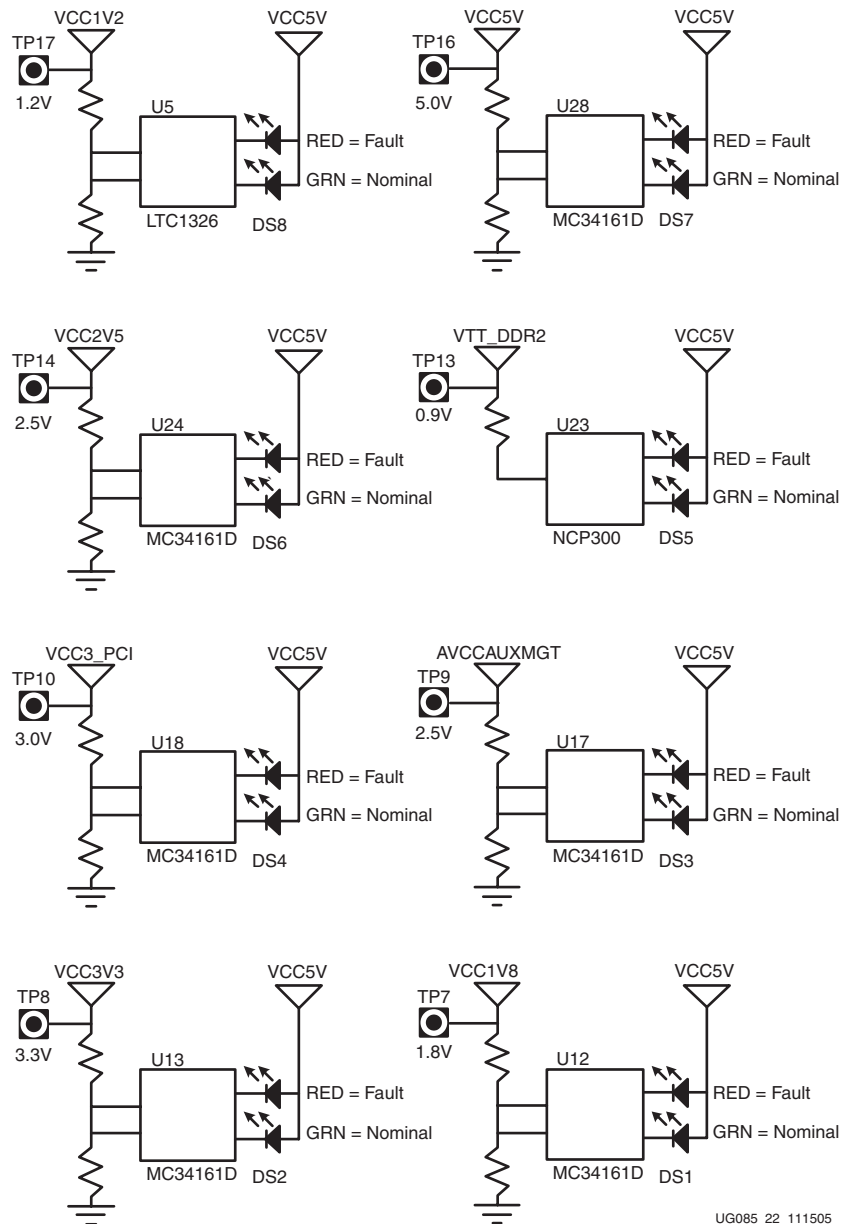 VCC1V2
VCC5V
TP17
1.2V
U5
RED = Fault
GRN = Nominal
LTC1326
DS8
VCC5V
VCC5V
TP16
5.0V
U28
RED = Fault
GRN = Nominal
MC34161D
DS7
VCC2V5
VCC5V
TP14
2.5V
U24
RED = Fault
GRN = Nominal
MC34161D
DS6
VTT_DDR2
VCC5V
TP13
0.9V
U23
RED = Fault
GRN = Nominal
NCP300
DS5
VCC3_PCI
VCC5V
TP10
3.0V
U18
RED = Fault
GRN = Nominal
MC34161D
DS4
AVCCAUXMGT
VCC5V
TP9
2.5V
U17
RED = Fault
GRN = Nominal
MC34161D
DS3
VCC3V3
VCC5V
TP8
3.3V
U13
RED = Fault
GRN = Nominal
MC34161D
DS2
VCC1V8
VCC5V
TP7
1.8V
U12
RED = Fault
GRN = Nominal
MC34161D
DS1
UG085_22_111505